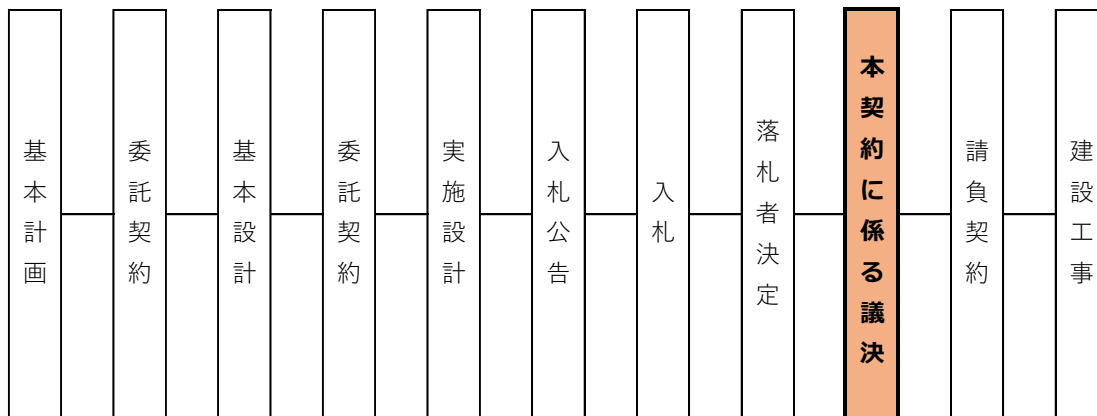 基本計画
委託契約
基本設計
委託契約
実施設計
入札公告
入札
落札者決定
本契約に係る議決
請負契約
建設工事